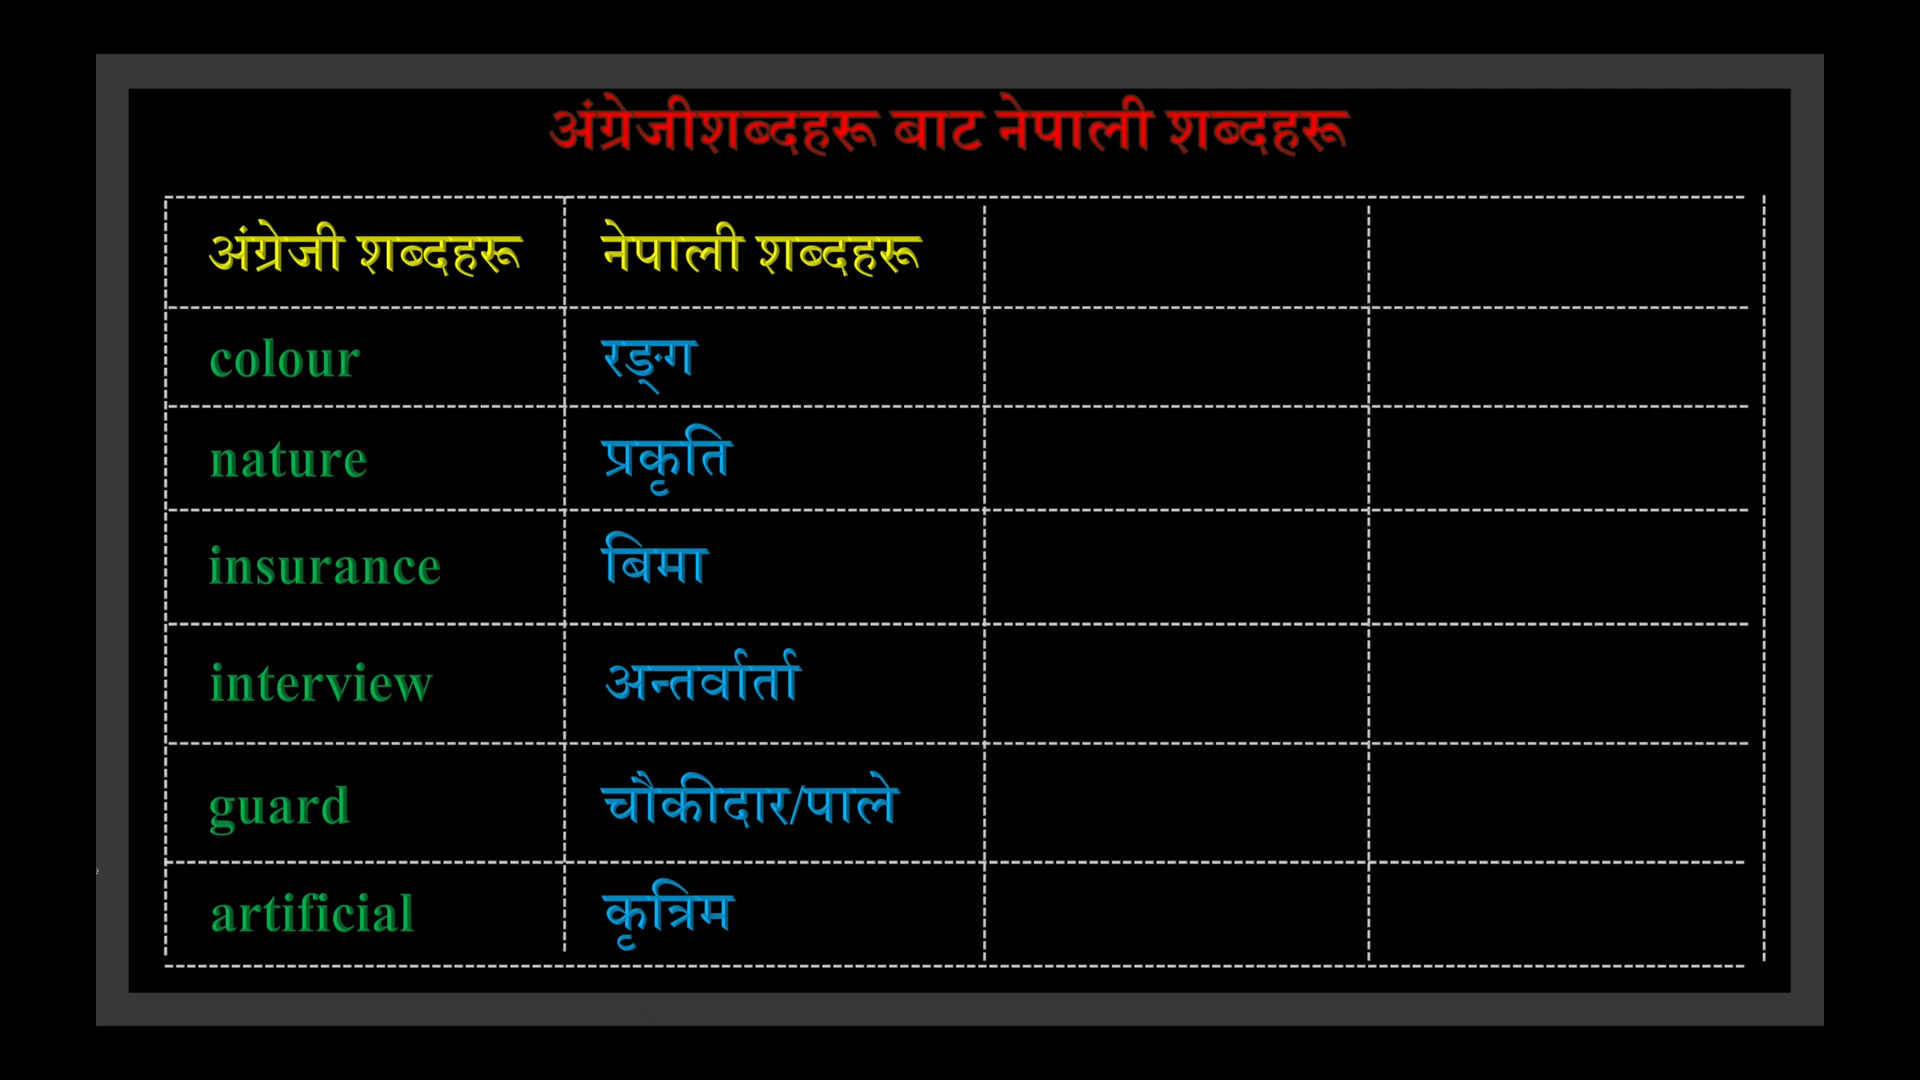 अंग्रेजीशब्दहरू बाट नेपाली शब्दहरू
अंग्रेजी शब्दहरू नेपाली शब्दहरू
colour रङ्ग
nature प्रकृति
insurance बिमा
interview अन्तर्वार्ता
guard चौकीदार/पाले
artificial कृत्रिम